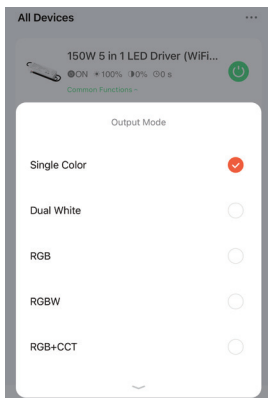 All Devices
150W 5 in 1 LED Driver (WiFi...
ON 100% 0% 0 s
Common Functions
Output Mode
Single Color
Dual White
RGB
RGBW
RGB+CCT